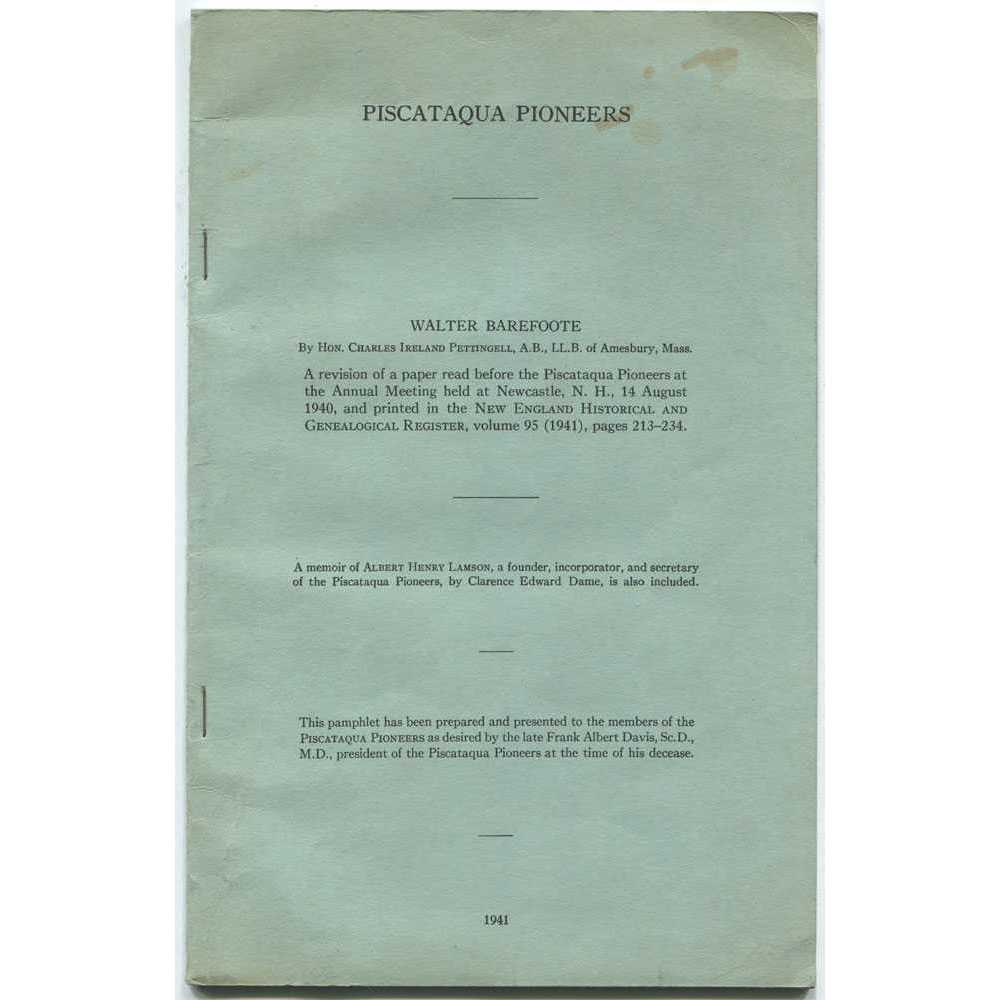 PISCATAQUA PIONEERS
WALTER BAREFOOTE
By Hon. Charles Ireland Pettingell, A.B., LL.B. of Amesbury, Mass.
A revision of a paper read before the Piscataqua Pioneers at
the Annual Meeting held at Newcastle, N. H., 14 August
1940, and printed in the New England Historical and
Genealogical Register, volume 95 (1941), pages 213–234.
A memoir of Albert Henry Lamson, a founder, incorporator, and secretary
of the Piscataqua Pioneers, by Clarence Edward Dame, is also included.
This pamphlet has been prepared and presented to the members of the
Piscataqua Pioneers as desired by the late Frank Albert Davis, Sc.D.,
M.D., president of the Piscataqua Pioneers at the time of his decease.
1941